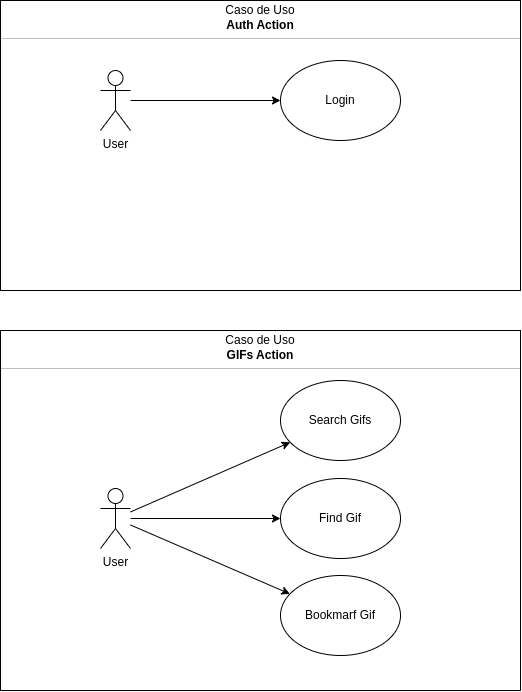 Caso de Uso
Auth Action
Login
User
Caso de Uso
GIFs Action
Search Gifs
Find Gif
User
Bookmarf Gif